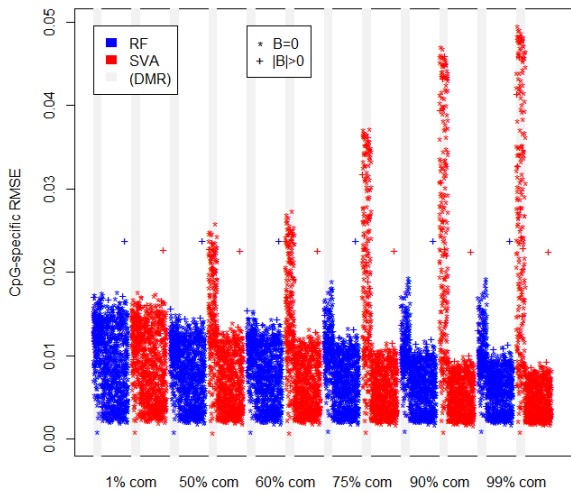 CpG-specific RMSE
0.05
0.04
0.03
0.02
0.01
0.00
RF
SVA
(DMR)
* B=0
+ |B|>0
1% com 50% com 60% com 75% com 90% com 99% com